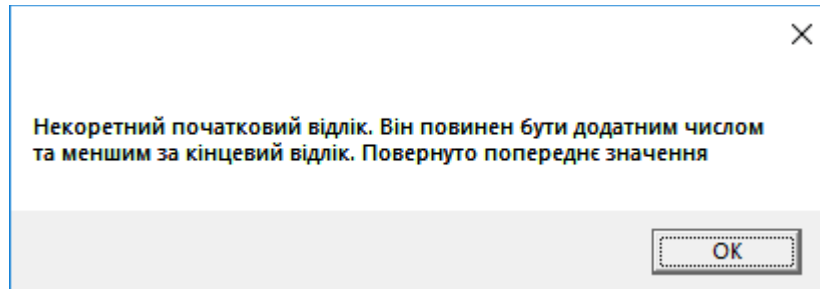 Некоретний початковий відлік. Він повинен бути додатним числом
та меншим за кінцевий відлік. Повернуто попереднє значення
OK